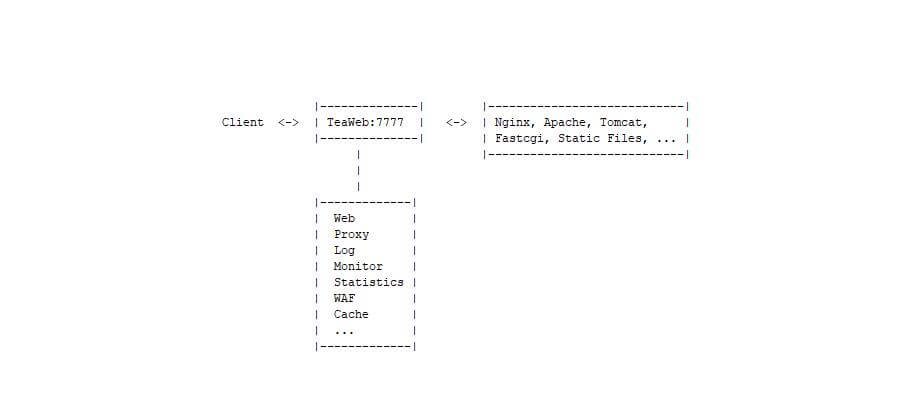 |--------------|        |----------------------------|
 Client  <->  | TeaWeb:7777  |   <->  | Nginx, Apache, Tomcat,     |
               |--------------|        | Fastcgi, Static Files, ... |
                     |                 |----------------------------|
                     |
                     |
               |-------------|
               |  Web        |
               |  Proxy      |
               |  Log        |
               |  Monitor    |
               |  Statistics |
               |  WAF        |
               |  Cache      |
               |  ...        |
               |-------------|